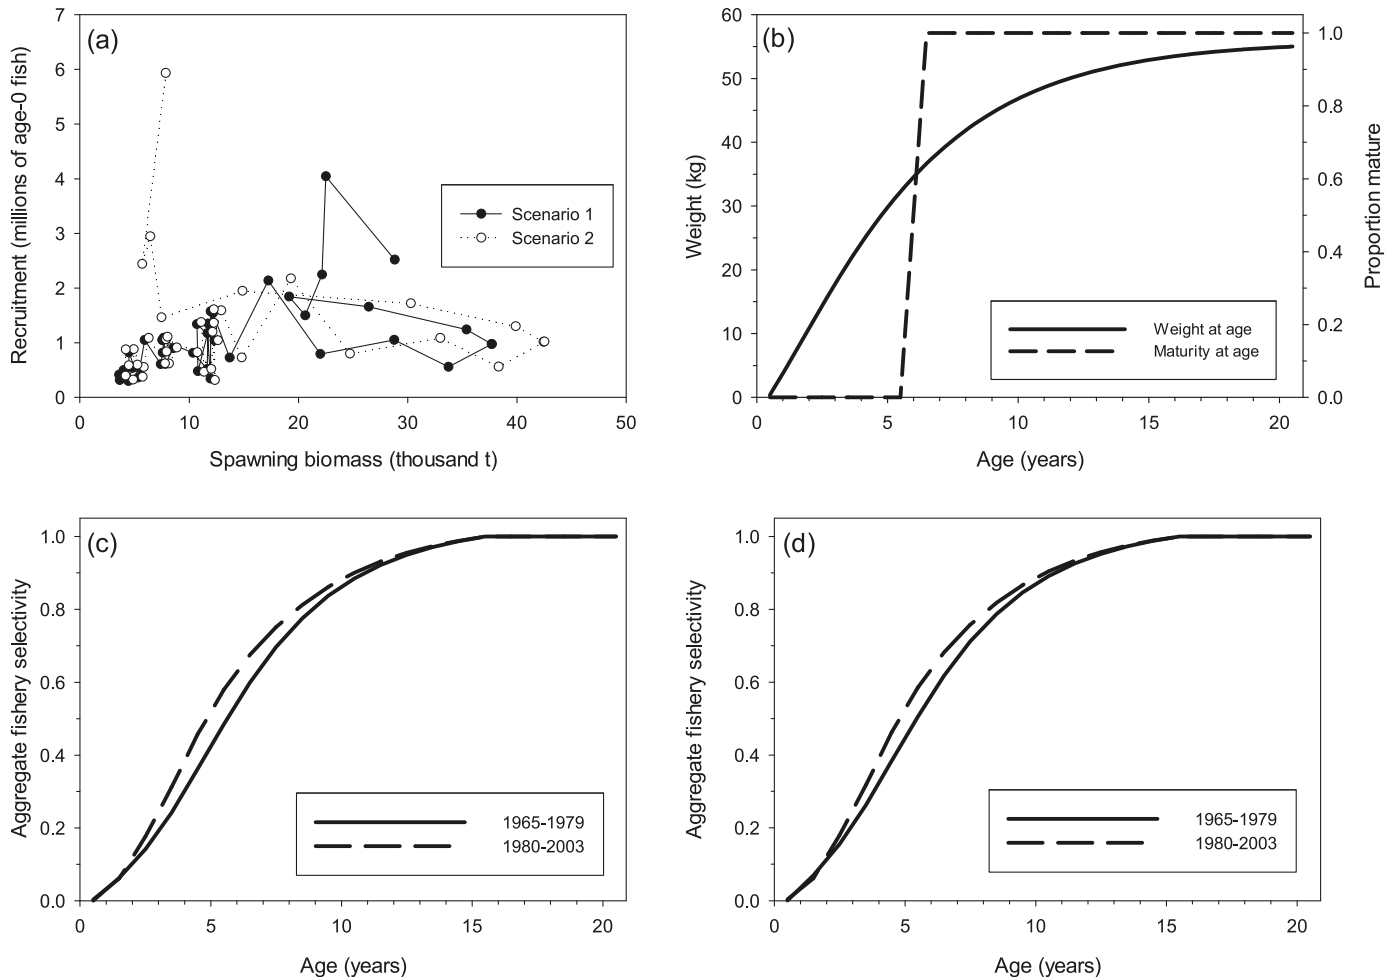 (a)
Recruitment (millions of age-0 fish)
7
6
5
4
3
2
1
0
Scenario 1
Scenario 2
0 10 20 30 40 50
Spawning biomass (thousand t)
(b)
Weight (kg)
60
50
40
30
20
10
0
1.0
0.8
0.6
0.4
0.2
0.0
Proportion mature
Weight at age
Maturity at age
0 5 10 15 20
Age (years)
(c)
Aggregate fishery selectivity
1.0
0.8
0.6
0.4
0.2
0.0
1965-1979
1980-2003
0 5 10 15 20
Age (years)
(d)
Aggregate fishery selectivity
1.0
0.8
0.6
0.4
0.2
0.0
1965-1979
1980-2003
0 5 10 15 20
Age (years)